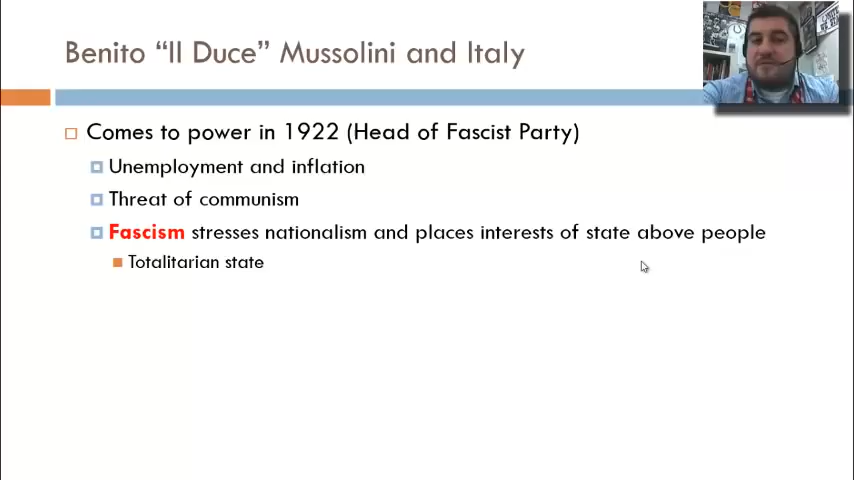 Benito “Il Duce” Mussolini and Italy
Comes to power in 1922 (Head of Fascist Party)
Unemployment and inflation
Threat of communism
Fascism stresses nationalism and places interests of state above people
Totalitarian state